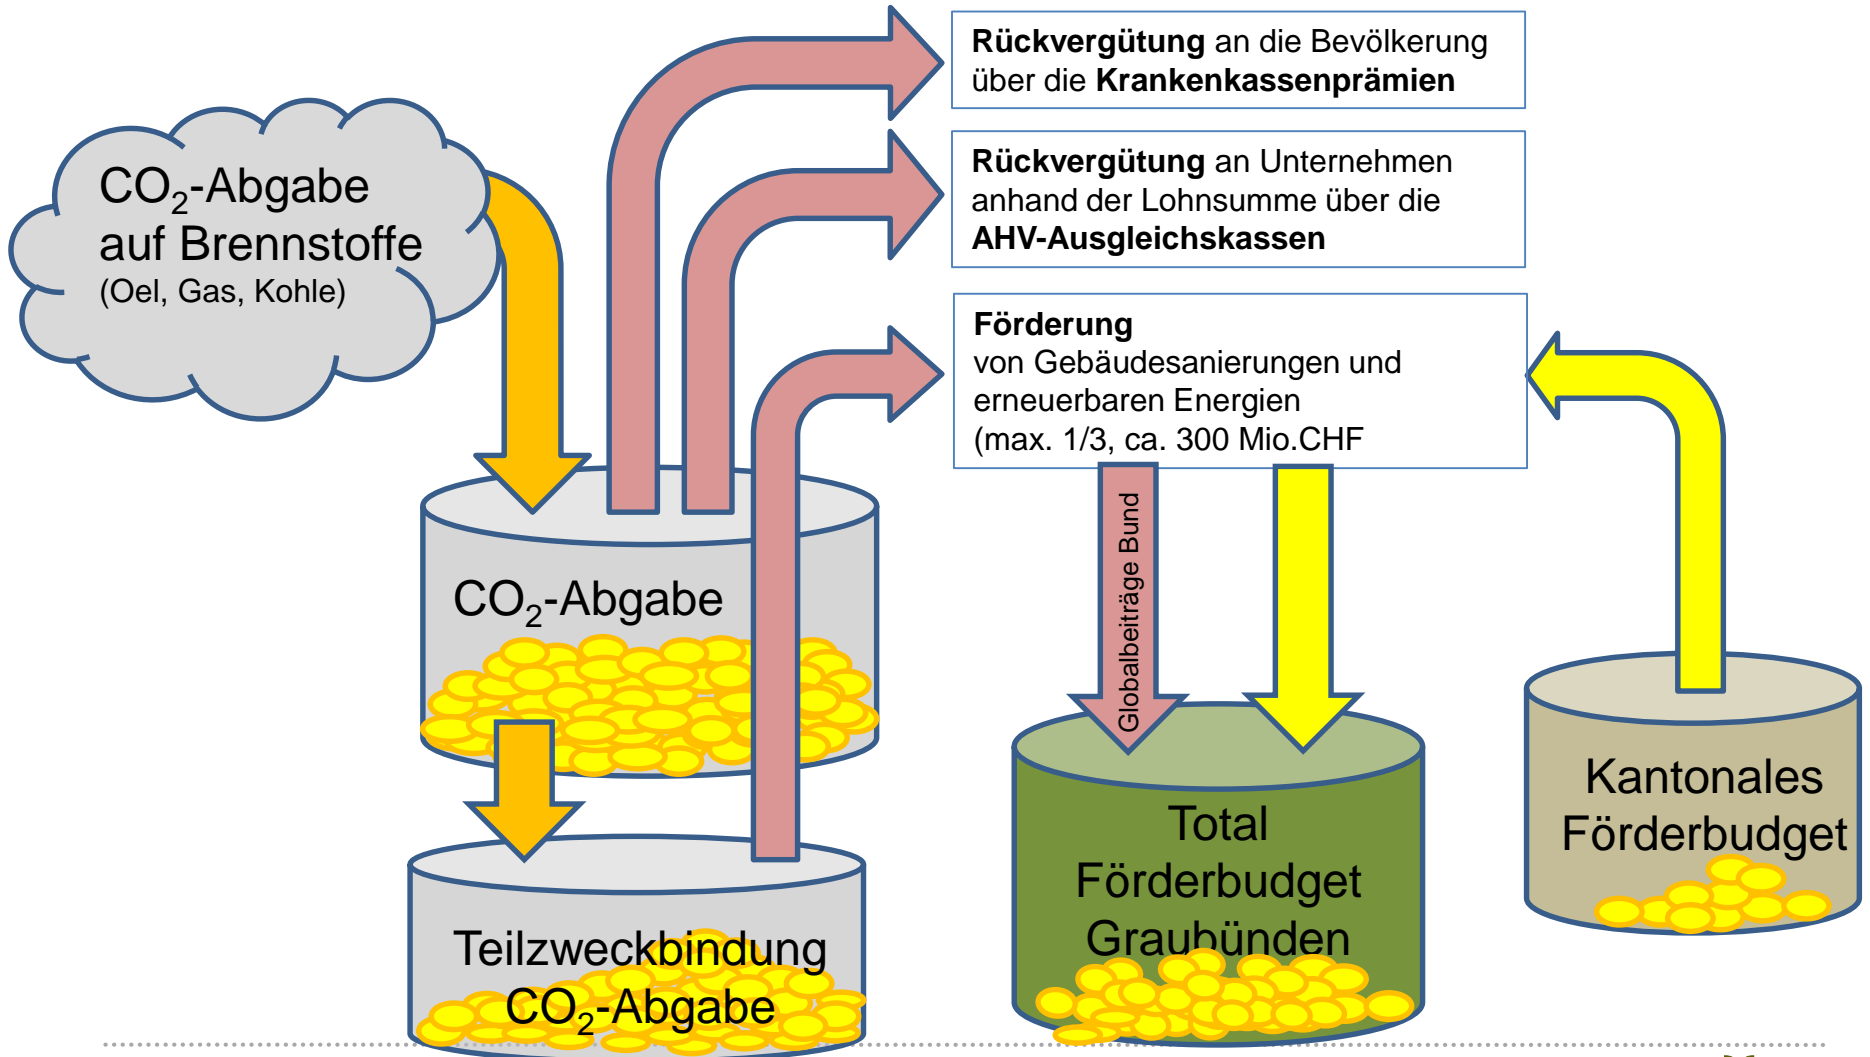 Rückvergütung an die Bevölkerung
über die Krankenkassenprämien
CO₂-Abgabe
auf Brennstoffe
(Oel, Gas, Kohle)
Rückvergütung an Unternehmen
anhand der Lohnsumme über die
AHV-Ausgleichskassen
Förderung
von Gebäudesanierungen und
erneuerbaren Energien
(max. 1/3, ca. 300 Mio.CHF
Globalbeiträge Bund
CO₂-Abgabe
Kantonales
Förderbudget
Total
Förderbudget
Graubünden
Teilzweckbindung
CO₂-Abgabe